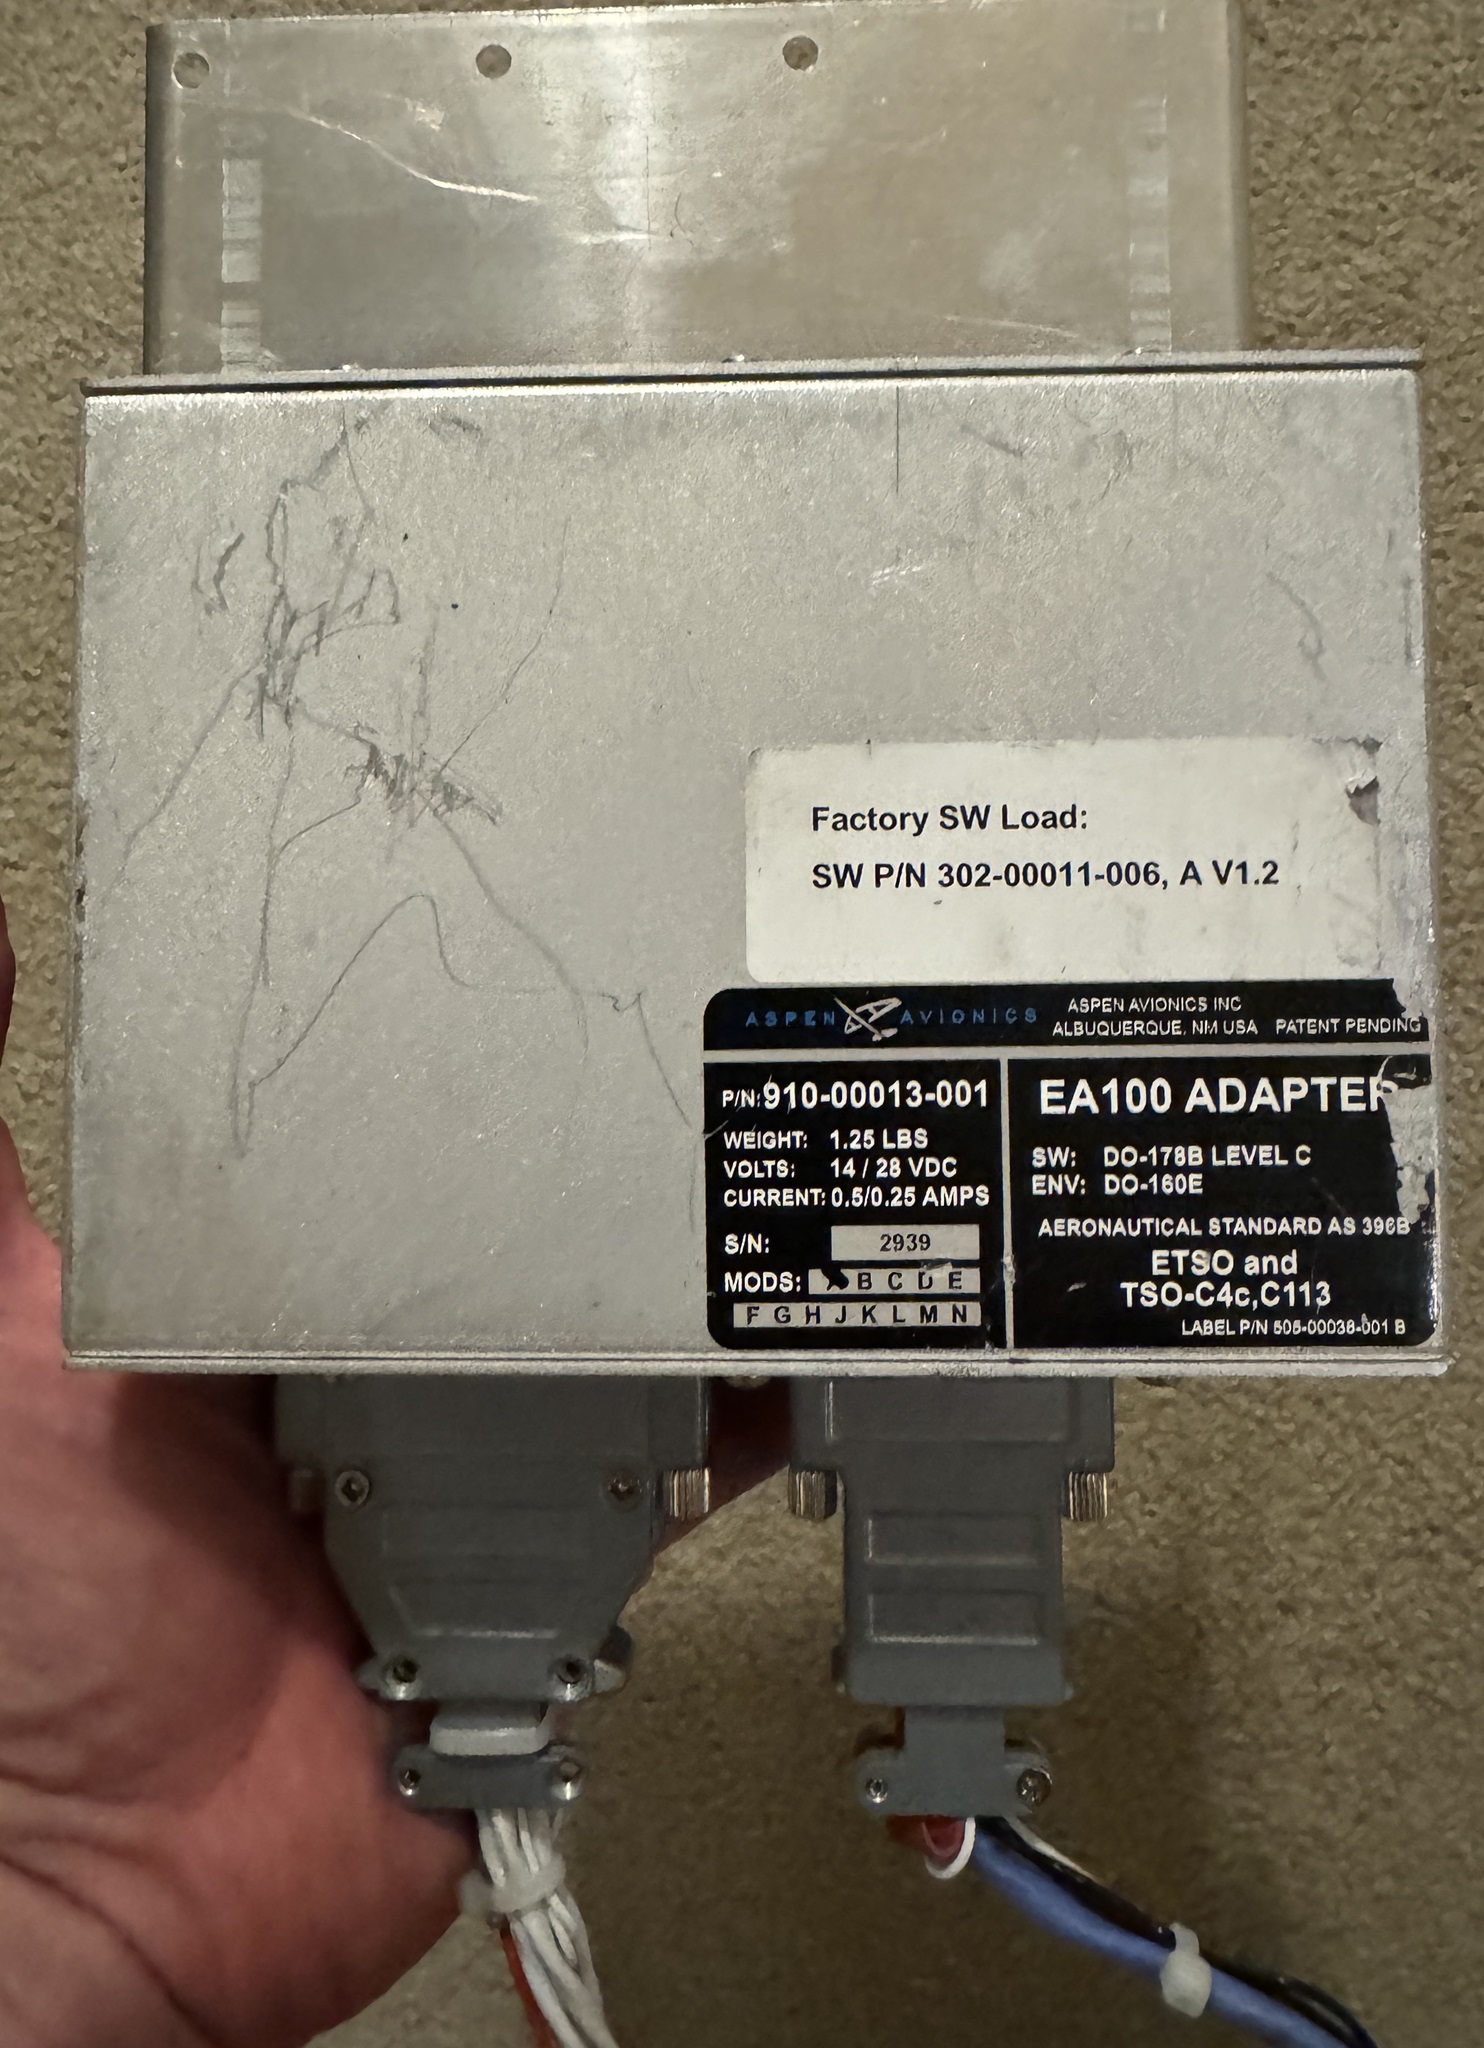 Factory SW Load:
SW P/N 302-00011-006, A V1.2
ASPEN AVIONICS
ASPEN AVIONICS INC
ALBUQUERQUE, NM USA PATENT PENDING
P/N: 910-00013-001
WEIGHT: 1.25 LBS
VOLTS: 14 / 28 VDC
CURRENT: 0.5/0.25 AMPS
S/N: 2939
MODS: B C D E
F G H J K L M N
EA100 ADAPTER
SW: DO-178B LEVEL C
ENV: DO-160E
AERONAUTICAL STANDARD AS 396B
ETSO and
TSO-C4c,C113
LABEL P/N 505-00036-001 B